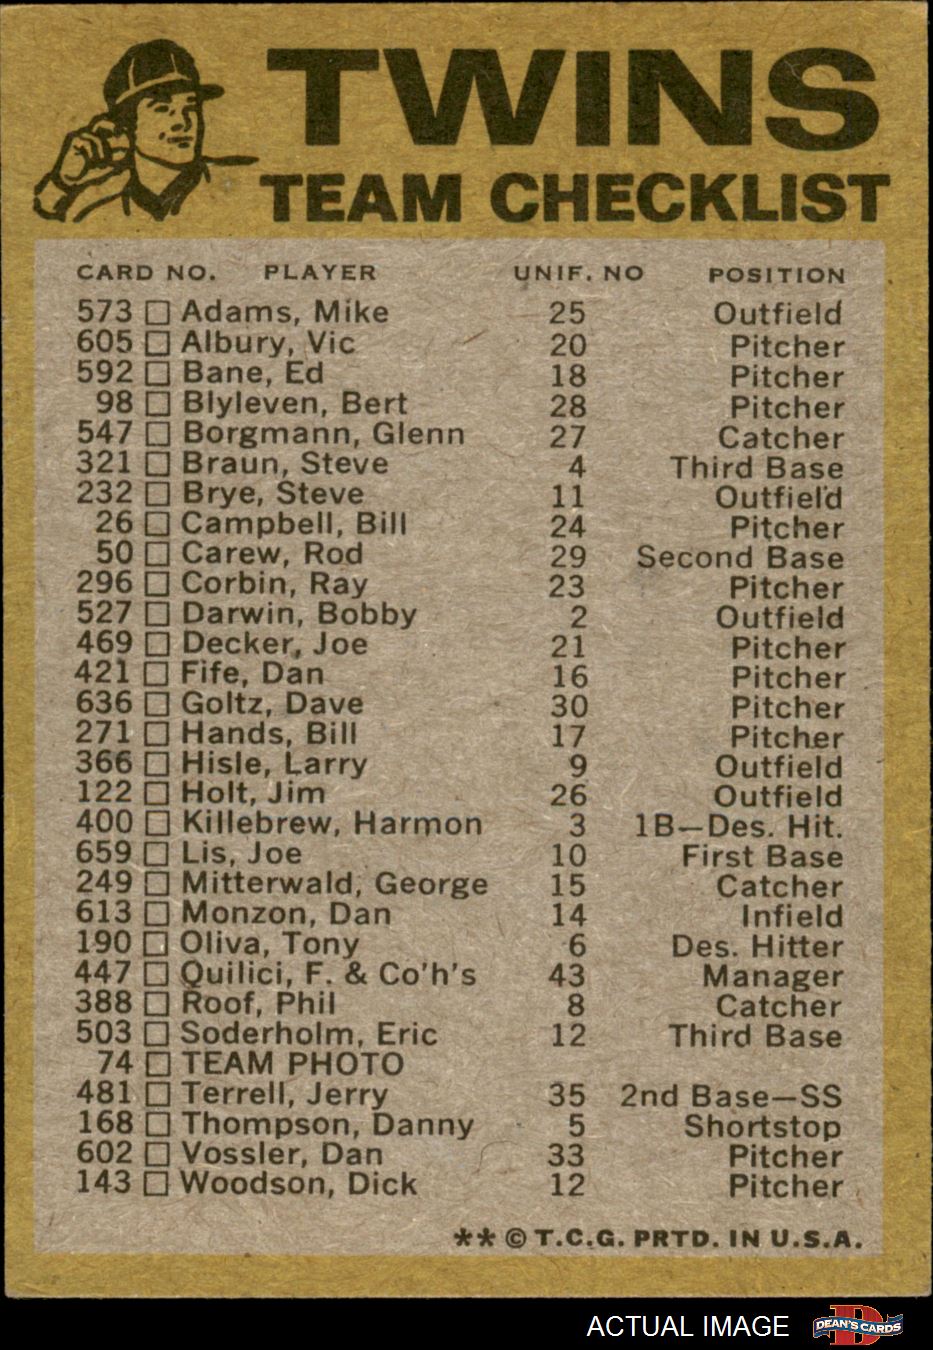 TWINS
TEAM CHECKLIST
CARD NO. PLAYER UNIF. NO POSITION
573 Adams, Mike 25 Outfield
605 Albury, Vic 20 Pitcher
592 Bane, Ed 18 Pitcher
98 Blyleven, Bert 28 Pitcher
547 Borgmann, Glenn 27 Catcher
321 Braun, Steve 4 Third Base
232 Brye, Steve 11 Outfield
26 Campbell, Bill 24 Pitcher
50 Carew, Rod 29 Second Base
296 Corbin, Ray 23 Pitcher
527 Darwin, Bobby 2 Outfield
469 Decker, Joe 21 Pitcher
421 Fife, Dan 16 Pitcher
636 Goltz, Dave 30 Pitcher
271 Hands, Bill 17 Pitcher
366 Hisle, Larry 9 Outfield
122 Holt, Jim 26 Outfield
400 Killebrew, Harmon 3 1B—Des. Hit.
659 Lis, Joe 10 First Base
249 Mitterwald, George 15 Catcher
613 Monzon, Dan 14 Infield
190 Oliva, Tony 6 Des. Hitter
447 Quilici, F. & Co'h's 43 Manager
388 Roof, Phil 8 Catcher
503 Soderholm, Eric 12 Third Base
74 TEAM PHOTO
481 Terrell, Jerry 35 2nd Base—SS
168 Thompson, Danny 5 Shortstop
602 Vossler, Dan 33 Pitcher
143 Woodson, Dick 12 Pitcher
** © T.C.G. PRTD. IN U.S.A.
ACTUAL IMAGE DEAN'S CARDS